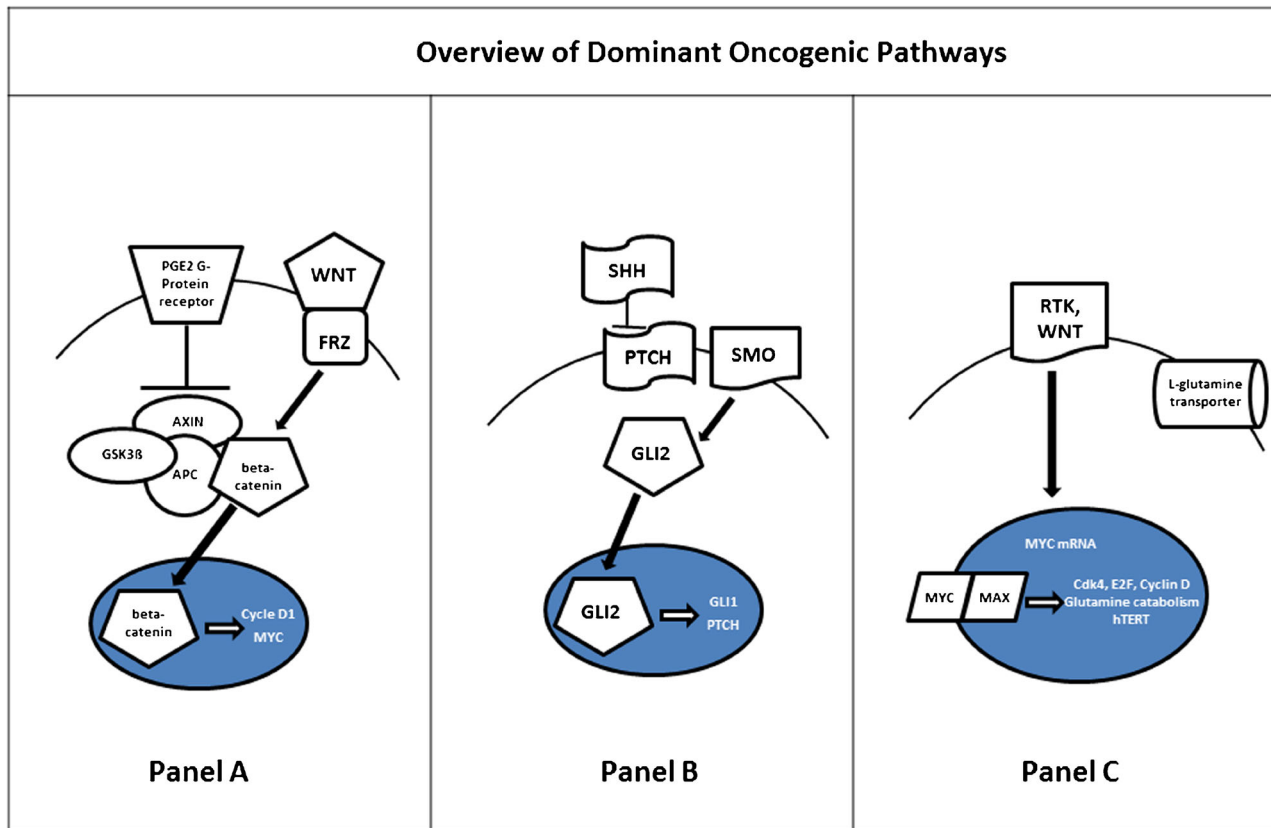 Overview of Dominant Oncogenic Pathways
PGE2 G-
Protein
receptor
WNT
FRZ
AXIN
GSK3ß
APC
beta-
catenin
beta-
catenin
Cycle D1
MYC
Panel A
SHH
PTCH
SMO
GLI2
GLI2
GLI1
PTCH
Panel B
RTK,
WNT
L-glutamine
transporter
MYC mRNA
MYC
MAX
Cdk4, E2F, Cyclin D
Glutamine catabolism
hTERT
Panel C